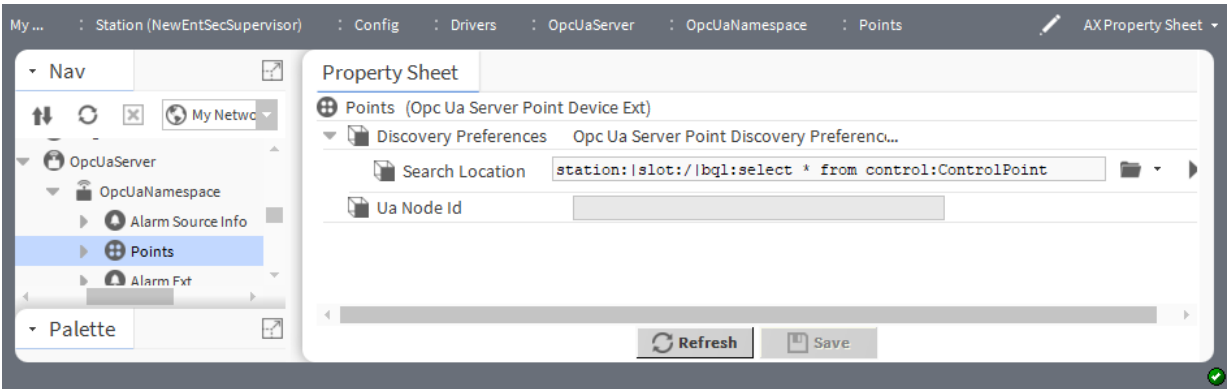 My ... : Station (NewEntSecSupervisor) : Config : Drivers : OpcUaServer : OpcUaNamespace : Points AX Property Sheet
Nav
My Netwo
OpcUaServer
OpcUaNamespace
Alarm Source Info
Points
Alarm Ext
Palette
Property Sheet
Points (Opc Ua Server Point Device Ext)
Discovery Preferences Opc Ua Server Point Discovery Preferenc...
Search Location station:|slot:/|bql:select * from control:ControlPoint
Ua Node Id
Refresh Save